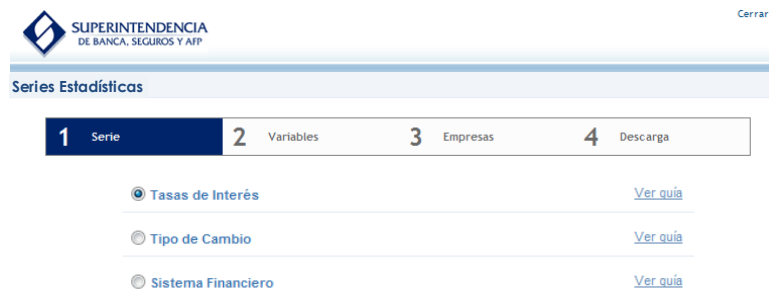 Cerrar
SUPERINTENDENCIA
DE BANCA, SEGUROS Y AFP
Series Estadísticas
1 Serie 2 Variables 3 Empresas 4 Descarga
Tasas de Interés Ver guía
Tipo de Cambio Ver guía
Sistema Financiero Ver guía